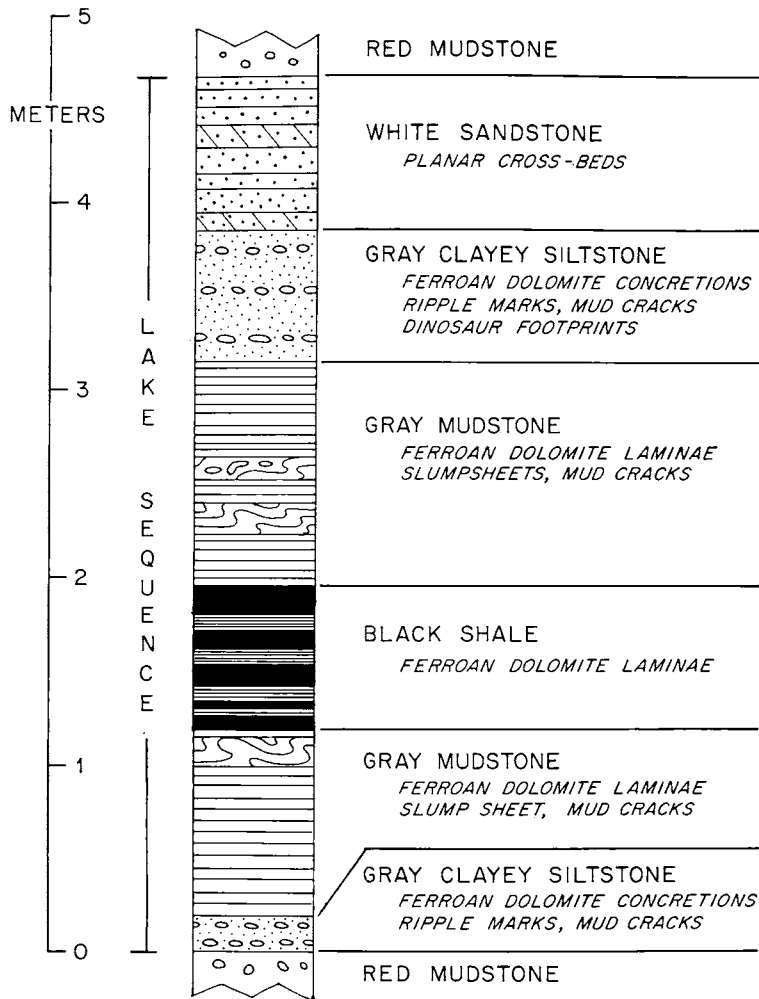 5
RED MUDSTONE
METERS
WHITE SANDSTONE
PLANAR CROSS-BEDS
4
GRAY CLAYEY SILTSTONE
FERROAN DOLOMITE CONCRETIONS
RIPPLE MARKS, MUD CRACKS
DINOSAUR FOOTPRINTS
LAKE SEQUENCE
3
GRAY MUDSTONE
FERROAN DOLOMITE LAMINAE
SLUMPSHEETS, MUD CRACKS
2
BLACK SHALE
FERROAN DOLOMITE LAMINAE
1
GRAY MUDSTONE
FERROAN DOLOMITE LAMINAE
SLUMP SHEET, MUD CRACKS
GRAY CLAYEY SILTSTONE
FERROAN DOLOMITE CONCRETIONS
RIPPLE MARKS, MUD CRACKS
0
RED MUDSTONE